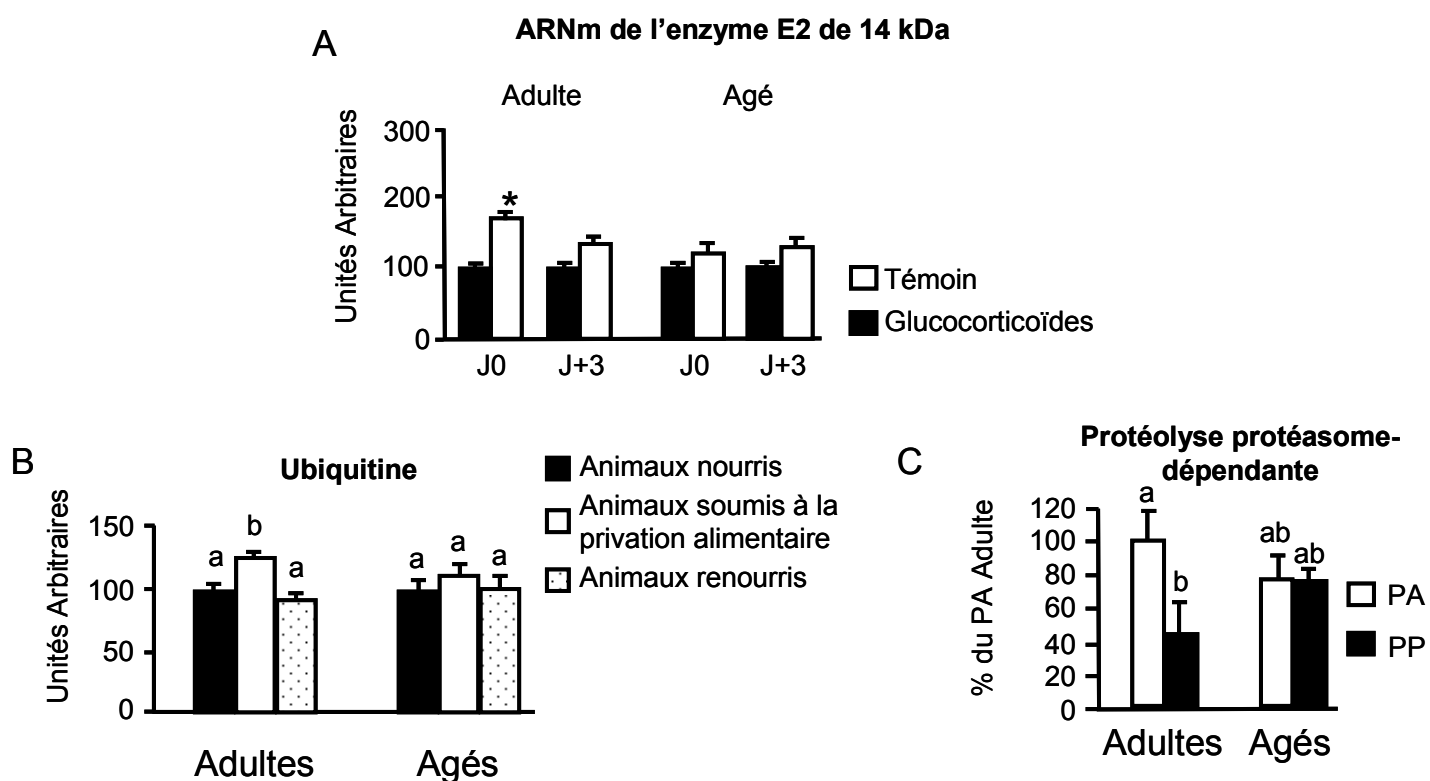 A
ARNm de l'enzyme E2 de 14 kDa
Adulte
Agé
Unités Arbitraires
300
200
100
0
*
J0
J+3
J0
J+3
Témoin
Glucocorticoïdes
B
Ubiquitine
Animaux nourris
Animaux soumis à la
privation alimentaire
Animaux renourris
Unités Arbitraires
150
100
50
0
a
b
a
a
a
a
Adultes
Agés
C
Protéolyse protéasome-
dépendante
% du PA Adulte
120
100
80
60
40
20
0
a
b
ab
ab
PA
PP
Adultes
Agés